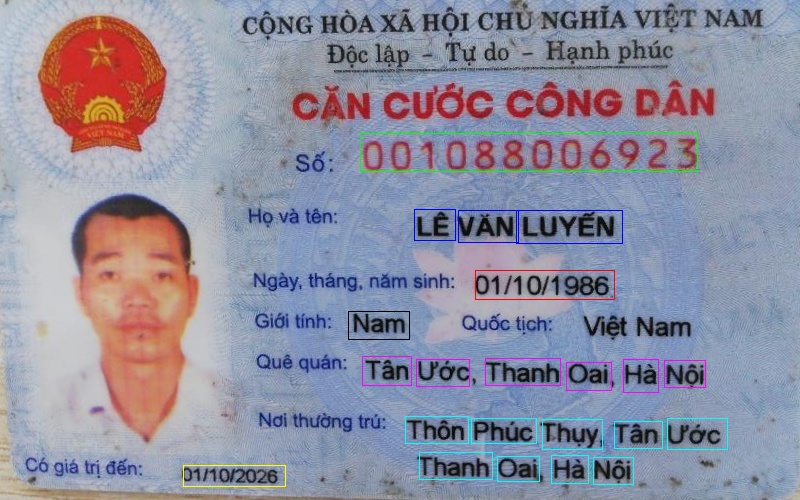 CỘNG HÒA XÃ HỘI CHỦ NGHĨA VIỆT NAM
Độc lập - Tự do - Hạnh phúc
CĂN CƯỚC CÔNG DÂN
Số: 001088006923
Họ và tên: LÊ VĂN LUYẾN
Ngày, tháng, năm sinh: 01/10/1986
Giới tính: Nam Quốc tịch: Việt Nam
Quê quán: Tân Ước, Thanh Oai, Hà Nội
Nơi thường trú: Thôn Phúc Thụy, Tân Ước
Thanh Oai, Hà Nội
Có giá trị đến: 01/10/2026